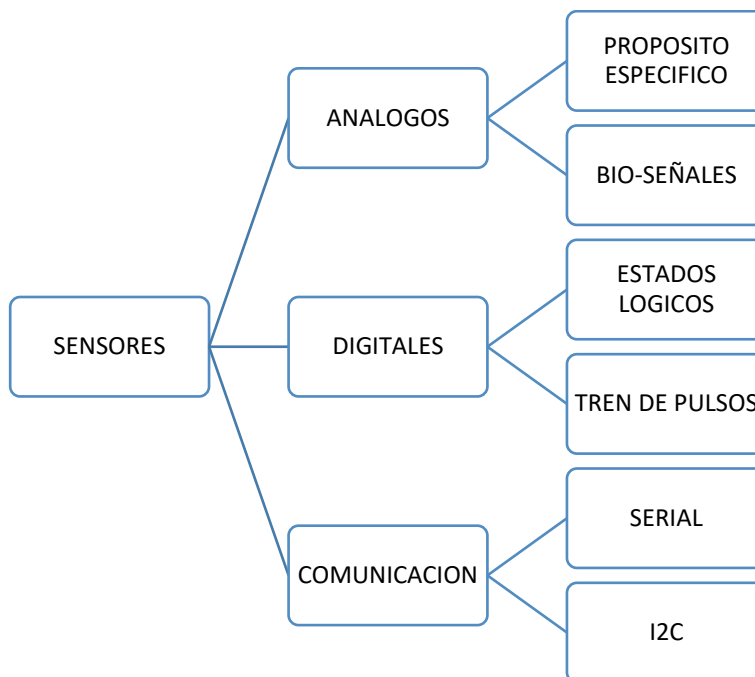 SENSORES
ANALOGOS
PROPOSITO
ESPECIFICO
BIO-SEÑALES
DIGITALES
ESTADOS
LOGICOS
TREN DE PULSOS
COMUNICACION
SERIAL
I2C